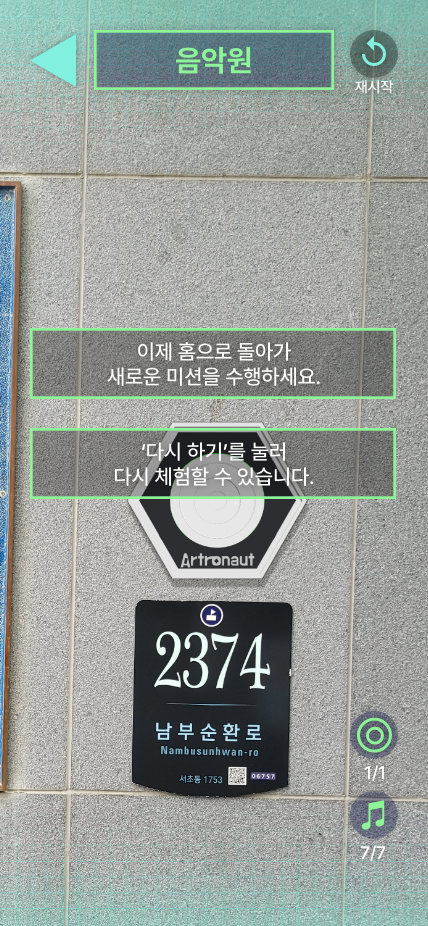 음악원
재시작
이제 홈으로 돌아가
새로운 미션을 수행하세요.
‘다시 하기’를 눌러
다시 체험할 수 있습니다.
Artronaut
2374
남부순환로
Nambusunhwan-ro
서초동 1753
06757
1/1
7/7